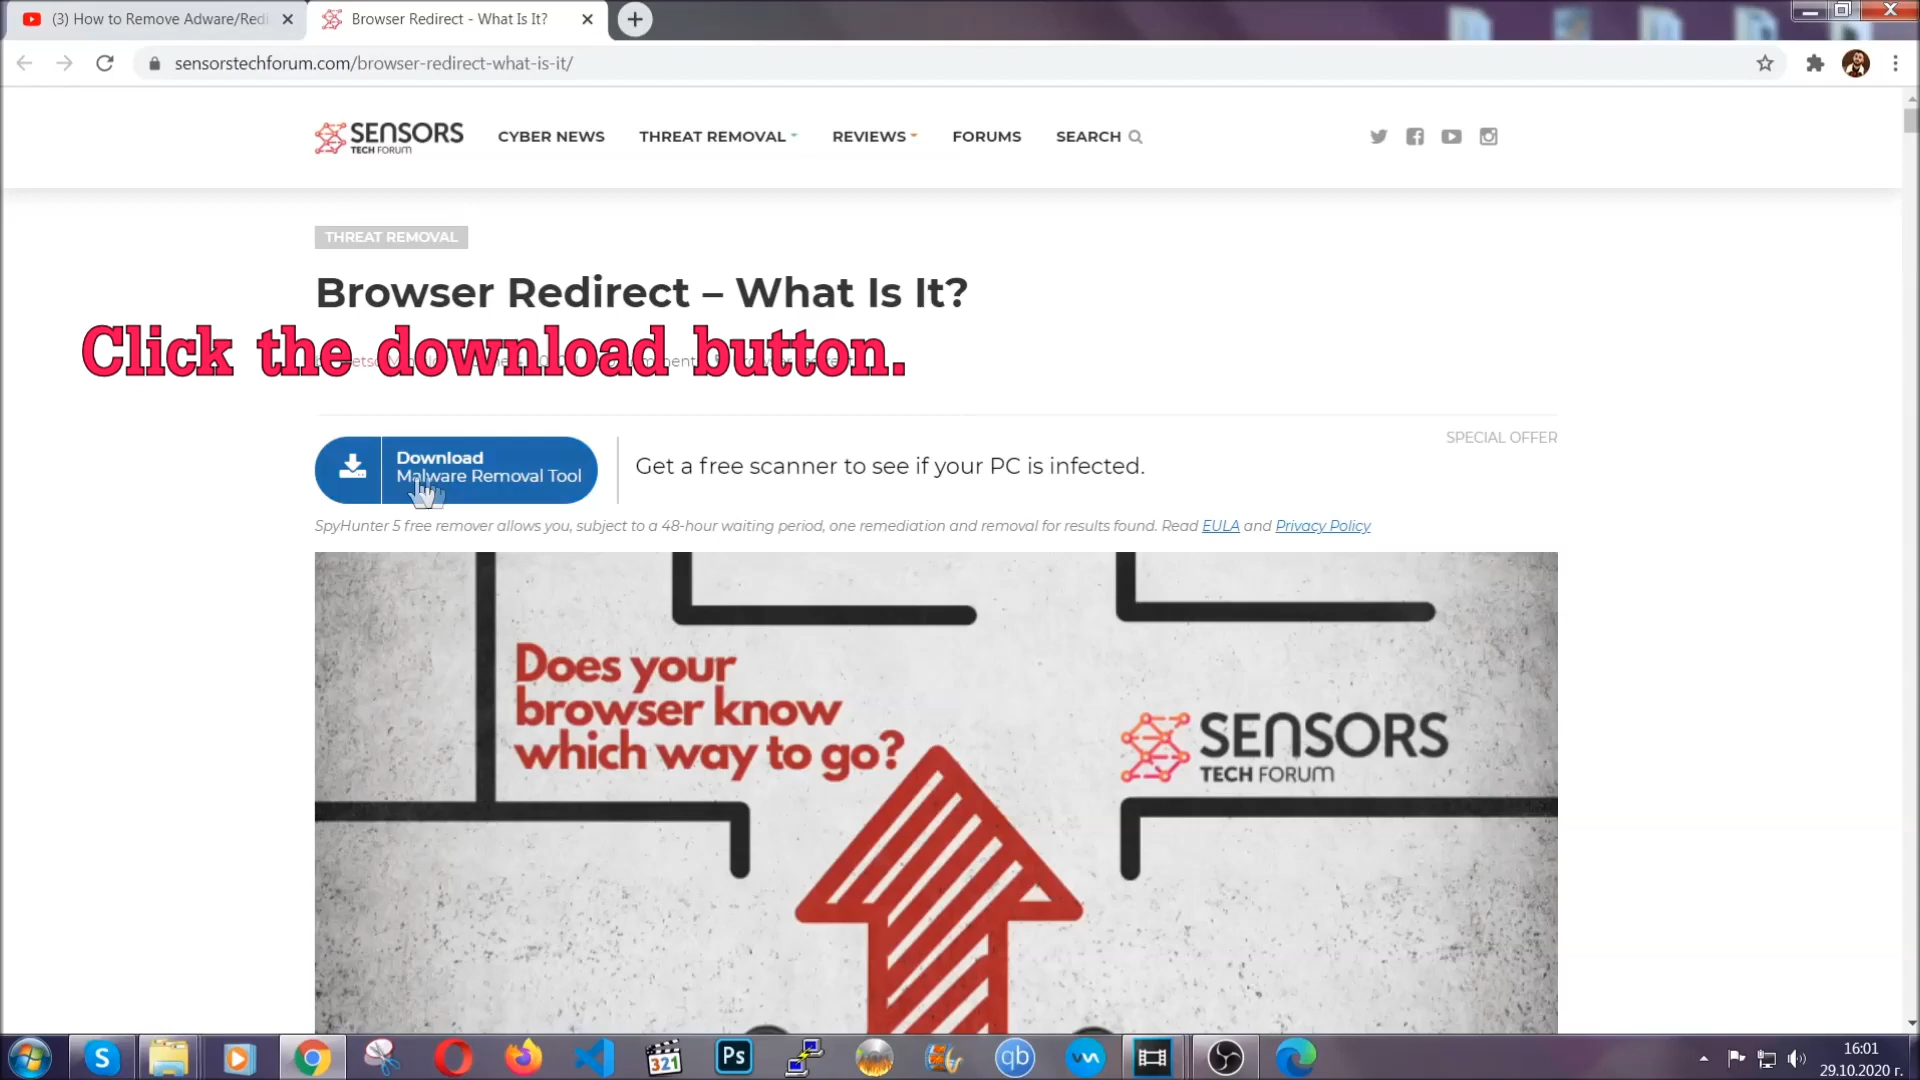 (3) How to Remove Adware/Redi
Browser Redirect - What Is It?
sensorstechforum.com/browser-redirect-what-is-it/
SENSORS
TECH FORUM
CYBER NEWS
THREAT REMOVAL
REVIEWS
FORUMS
SEARCH
THREAT REMOVAL
Browser Redirect – What Is It?
Click the download button.
SPECIAL OFFER
Download
Malware Removal Tool
Get a free scanner to see if your PC is infected.
SpyHunter 5 free remover allows you, subject to a 48-hour waiting period, one remediation and removal for results found. Read EULA and Privacy Policy
Does your
browser know
which way to go?
SENSORS
TECH FORUM
S
321
Ps
qb
16:01
29.10.2020 г.